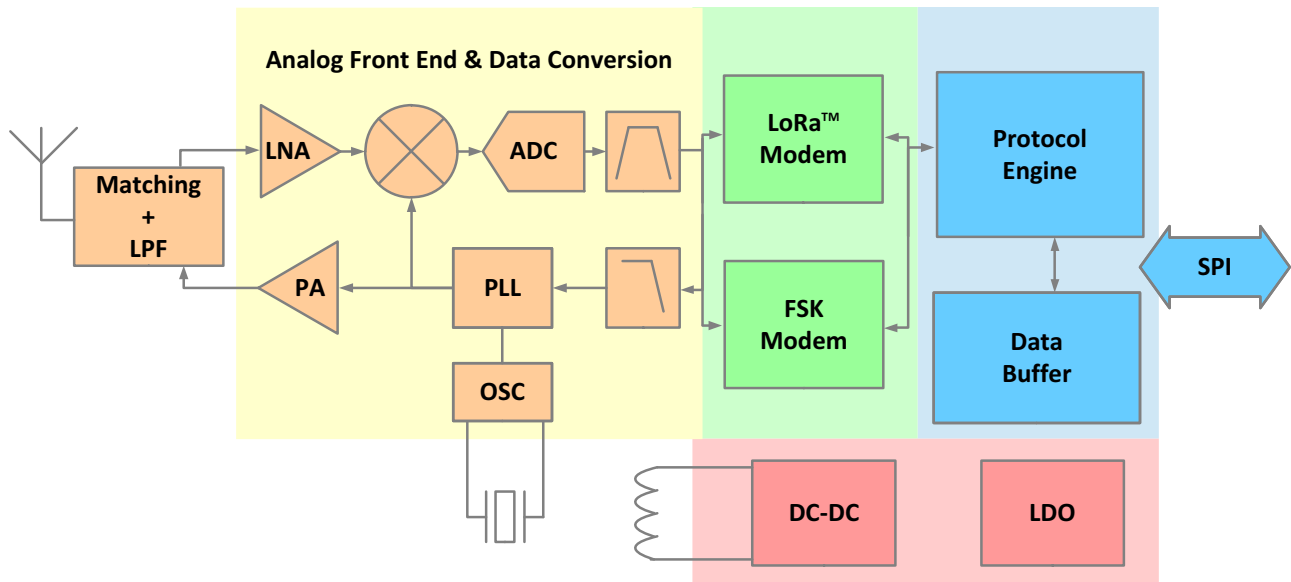 Analog Front End & Data Conversion
LNA
ADC
LoRa™
Modem
Protocol
Engine
Matching
+
LPF
PA
PLL
FSK
Modem
SPI
Data
Buffer
OSC
DC-DC
LDO